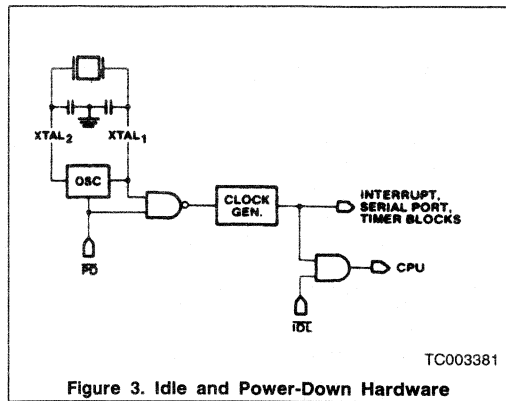 XTAL2 XTAL1
OSC
CLOCK
GEN.
INTERRUPT,
SERIAL PORT,
TIMER BLOCKS
PD
CPU
IDL
TC003381
Figure 3. Idle and Power-Down Hardware